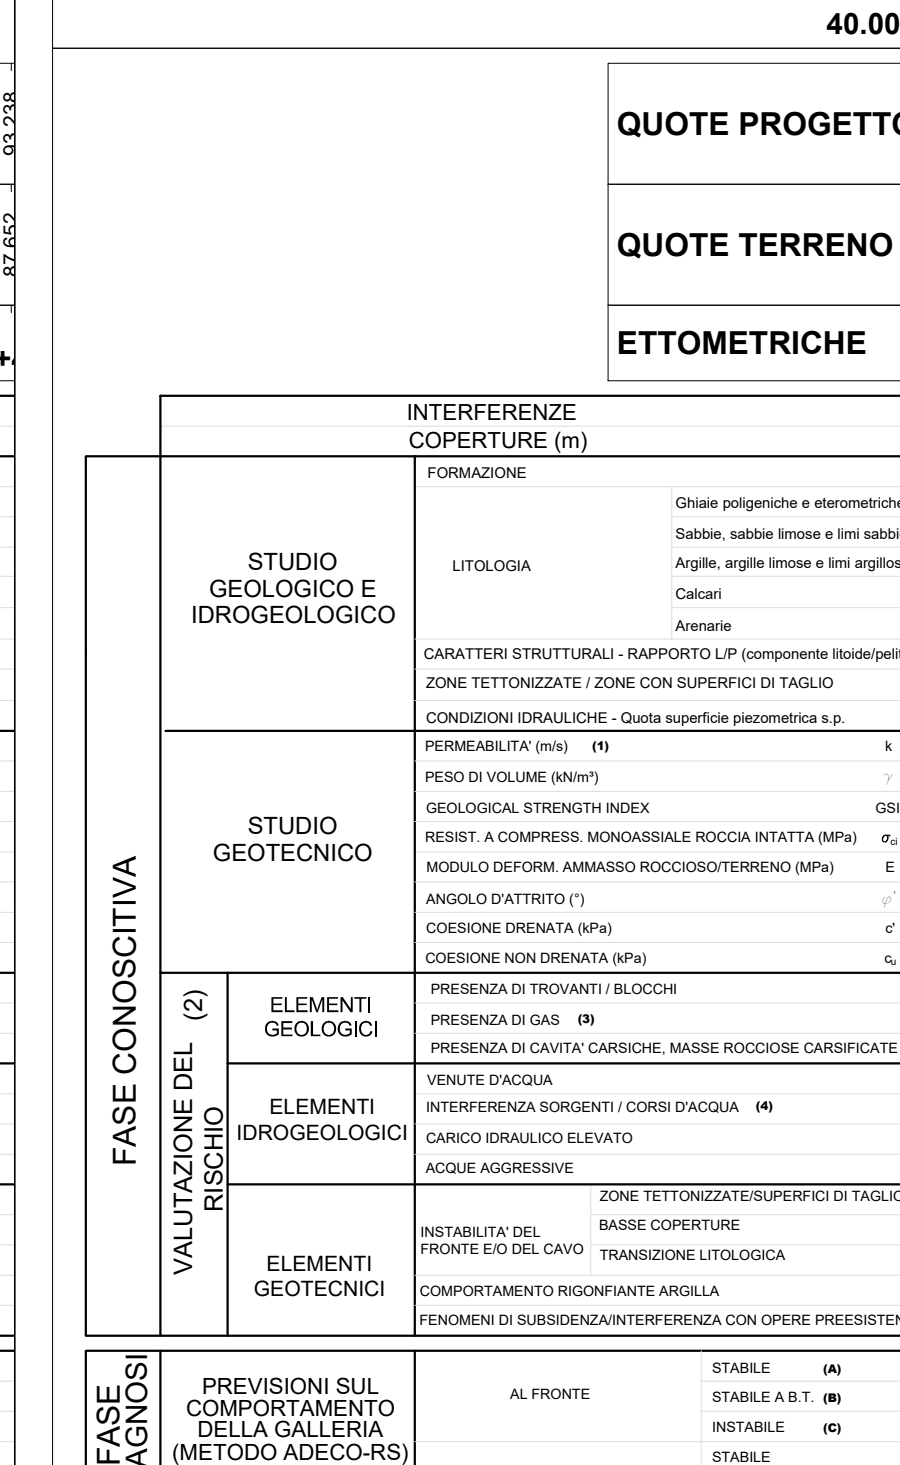 40.00
93.238
QUOTE PROGETTO
87.652
QUOTE TERRENO
ETTOMETRICHE
INTERFERENZE
COPERTURE (m)
FASE CONOSCITIVA
STUDIO
GEOLOGICO E
IDROGEOLOGICO
FORMAZIONE
LITOLOGIA
Ghiaie poligeniche e eterometriche
Sabbie, sabbie limose e limi
Argille, argille limose e limi
Calcari
Arenarie
CARATTERI STRUTTURALI - RAPPORTO L/P (componente
ZONE TETTONIZZATE / ZONE CON SUPERFICI DI TAGLIO
CONDIZIONI IDRAULICHE - Quota superficie piezometrica s.p.
STUDIO
GEOTECNICO
PERMEABILITA' (m/s) (1) k
PESO DI VOLUME (kN/m³) γ
GEOLOGICAL STRENGTH INDEX GSI
RESIST. A COMPRESS. MONOASSIALE ROCCIA INTATTA (MPa) σci
MODULO DEFORM. AMMASSO ROCCIOSO/TERRENO (MPa) E
ANGOLO D'ATTRITO (°) φ'
COESIONE DRENATA (kPa) c'
COESIONE NON DRENATA (kPa) cu
VALUTAZIONE DEL (2)
RISCHIO
ELEMENTI
GEOLOGICI
PRESENZA DI TROVANTI / BLOCCHI
PRESENZA DI GAS (3)
PRESENZA DI CAVITA' CARSICHE, MASSE ROCCIOSE CARSIFICATE
ELEMENTI
IDROGEOLOGICI
VENUTE D'ACQUA
INTERFERENZA SORGENTI / CORSI D'ACQUA (4)
CARICO IDRAULICO ELEVATO
ACQUE AGGRESSIVE
ELEMENTI
GEOTECNICI
INSTABILITA' DEL
FRONTE E/O DEL CAVO
ZONE TETTONIZZATE/SUPERFICI DI TAGLIO
BASSE COPERTURE
TRANSIZIONE LITOLOGICA
COMPORTAMENTO RIGONFIANTE ARGILLA
FENOMENI DI SUBSIDENZA/INTERFERENZA CON OPERE
FASE
AGNOSI
PREVISIONI SUL
COMPORTAMENTO
DELLA GALLERIA
(METODO ADECO-RS)
AL FRONTE
STABILE (A)
STABILE A B.T. (B)
INSTABILE (C)
STABILE